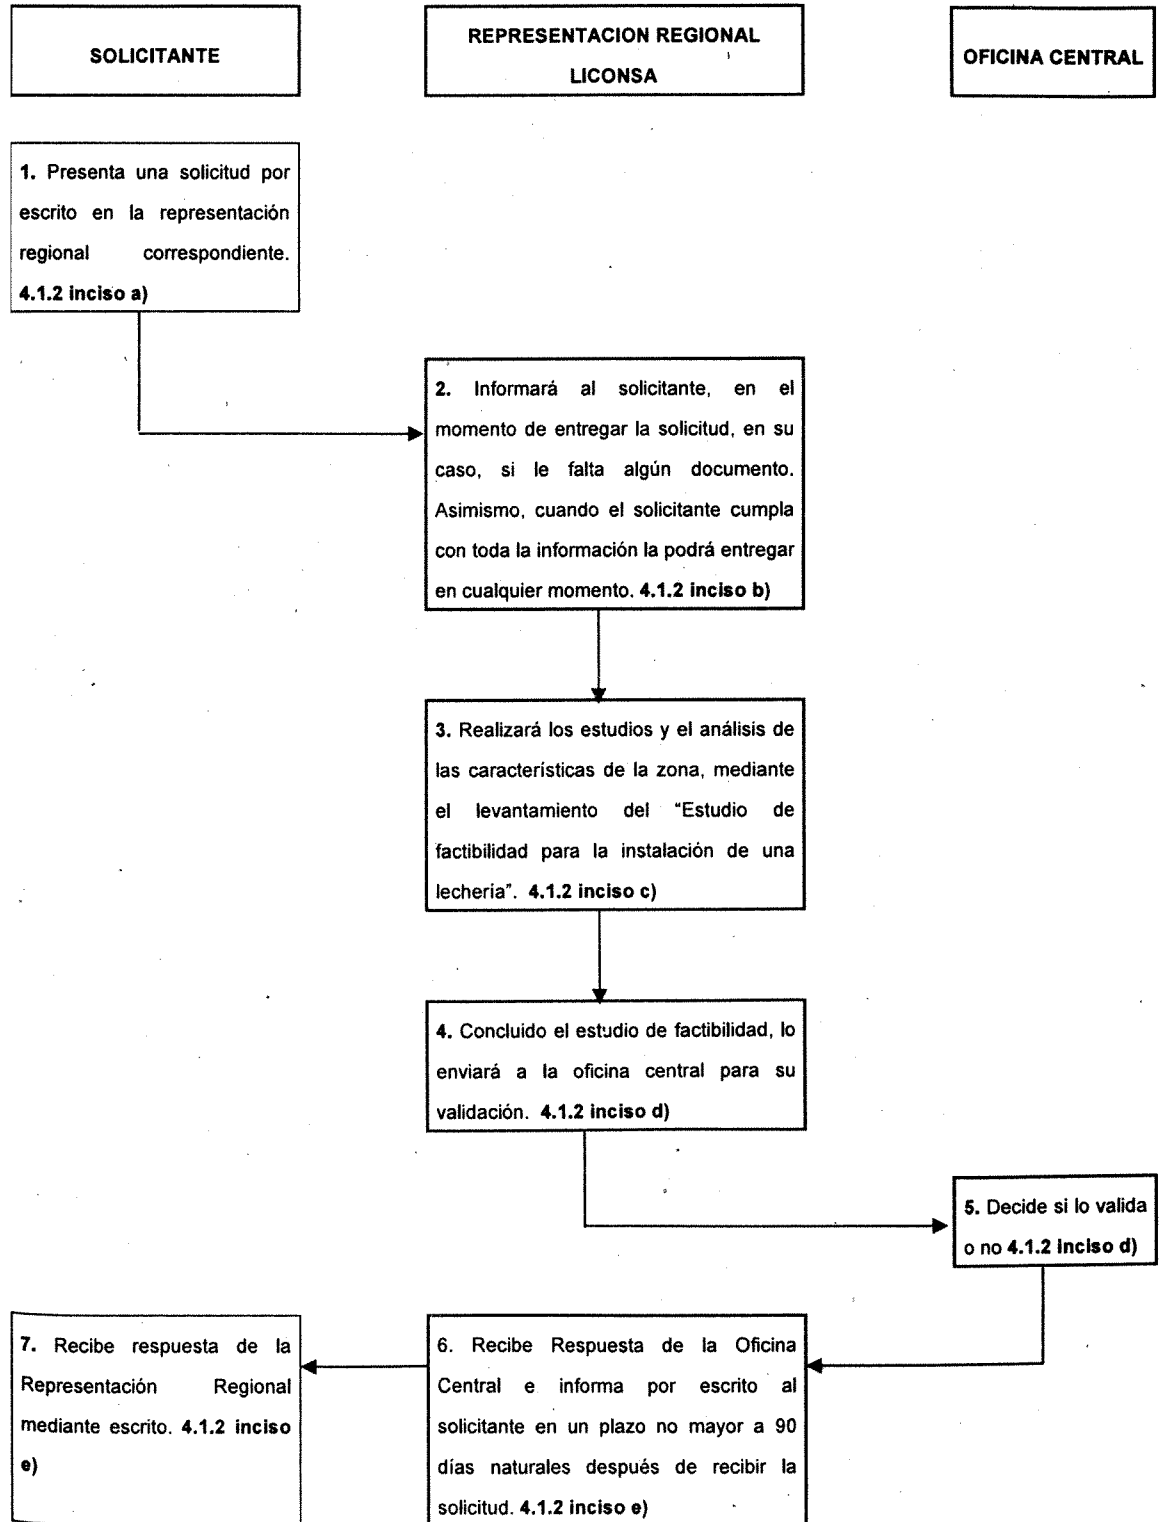 SOLICITANTE
REPRESENTACION REGIONAL
LICONSA
OFICINA CENTRAL
1. Presenta una solicitud por
escrito en la representación
regional correspondiente.
4.1.2 inciso a)
2. Informará al solicitante, en el
momento de entregar la solicitud, en su
caso, si le falta algún documento.
Asimismo, cuando el solicitante cumpla
con toda la información la podrá entregar
en cualquier momento. 4.1.2 inciso b)
3. Realizará los estudios y el análisis de
las características de la zona, mediante
el levantamiento del "Estudio de
factibilidad para la instalación de una
lechería". 4.1.2 inciso c)
4. Concluido el estudio de factibilidad, lo
enviará a la oficina central para su
validación. 4.1.2 inciso d)
5. Decide si lo valida
o no 4.1.2 inciso d)
6. Recibe Respuesta de la Oficina
Central e informa por escrito al
solicitante en un plazo no mayor a 90
días naturales después de recibir la
solicitud. 4.1.2 inciso e)
7. Recibe respuesta de la
Representación Regional
mediante escrito. 4.1.2 inciso
e)